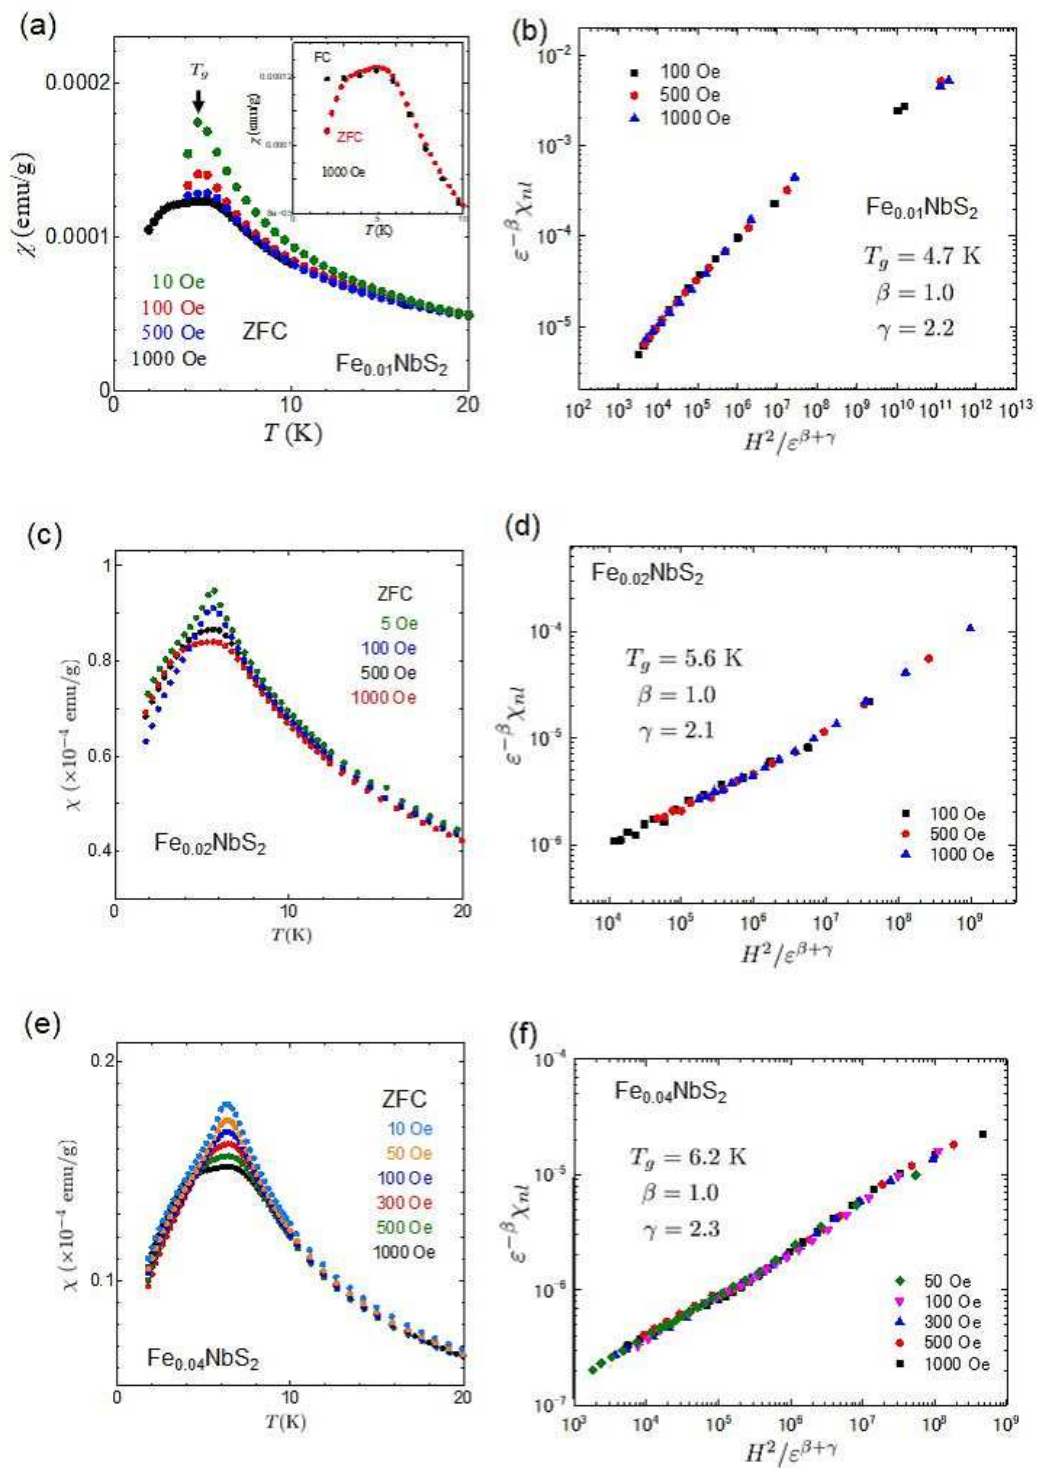 (a)
T_g
0.0002
0.0001
0
χ (emu/g)
10 Oe
100 Oe
500 Oe
1000 Oe
ZFC
Fe0.01NbS2
0
10
20
T (K)
FC
ZFC
1000 Oe
χ (emu/g)
T(K)
(b)
10^-2
10^-3
10^-4
10^-5
ε^-β χ_nl
100 Oe
500 Oe
1000 Oe
Fe0.01NbS2
T_g = 4.7 K
β = 1.0
γ = 2.2
10^2 10^3 10^4 10^5 10^6 10^7 10^8 10^9 10^10 10^11 10^12 10^13
H^2/ε^β+γ
(c)
1
0.8
0.6
0.4
χ (×10^-4 emu/g)
ZFC
5 Oe
100 Oe
500 Oe
1000 Oe
Fe0.02NbS2
0
10
20
T(K)
(d)
Fe0.02NbS2
T_g = 5.6 K
β = 1.0
γ = 2.1
10^-4
10^-5
10^-6
ε^-β χ_nl
100 Oe
500 Oe
1000 Oe
10^4 10^5 10^6 10^7 10^8 10^9
H^2/ε^β+γ
(e)
0.2
0.1
χ (×10^-4 emu/g)
ZFC
10 Oe
50 Oe
100 Oe
300 Oe
500 Oe
1000 Oe
Fe0.04NbS2
0
10
20
T(K)
(f)
10^-4
10^-5
10^-6
10^-7
ε^-β χ_nl
Fe0.04NbS2
T_g = 6.2 K
β = 1.0
γ = 2.3
50 Oe
100 Oe
300 Oe
500 Oe
1000 Oe
10^3 10^4 10^5 10^6 10^7 10^8 10^9
H^2/ε^β+γ